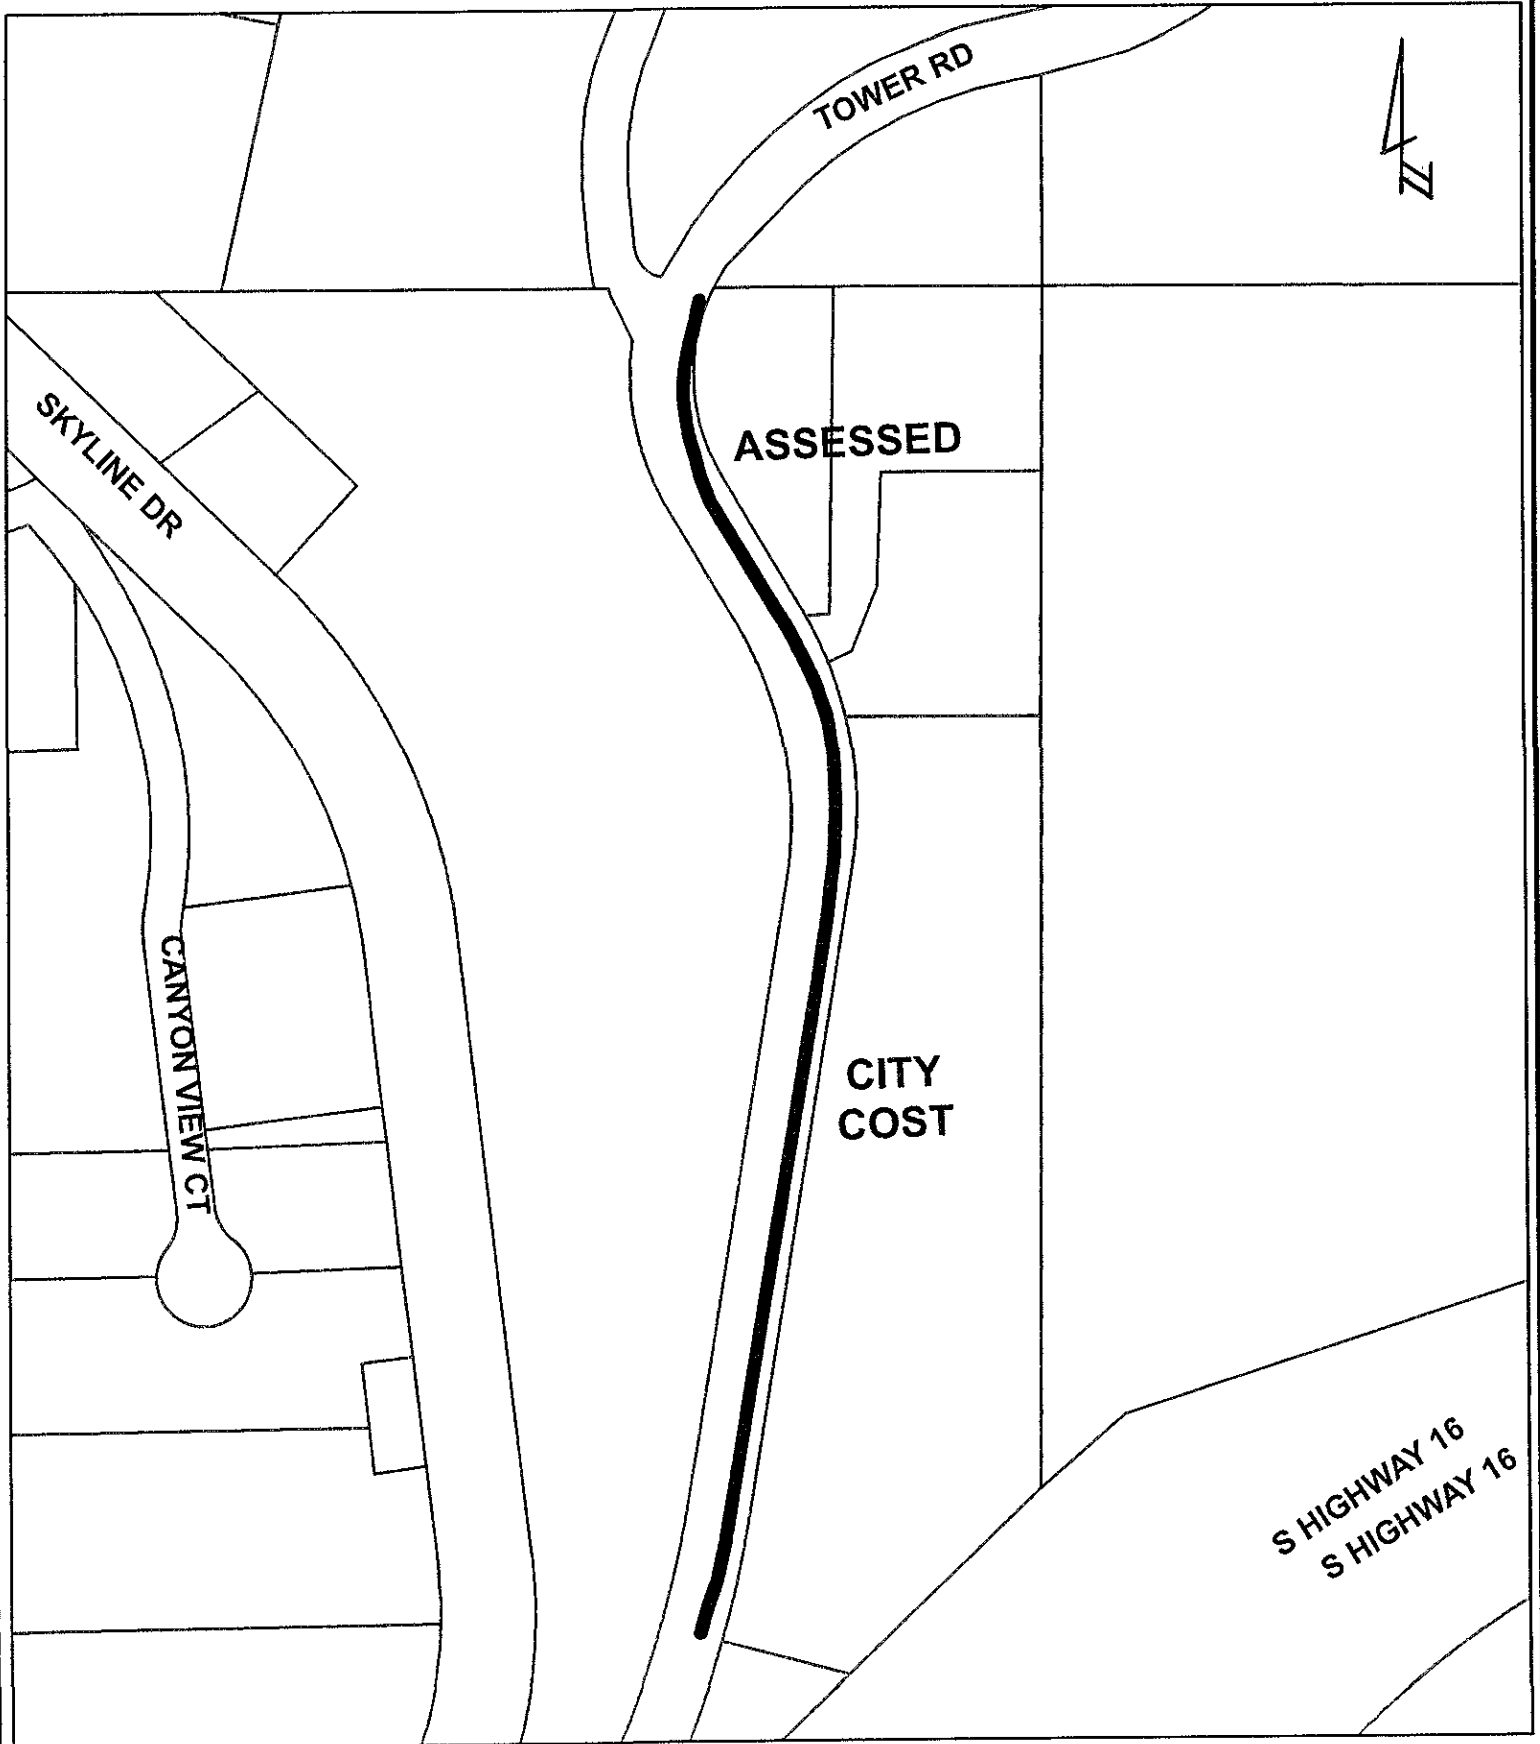 TOWER RD
N
SKYLINE DR
ASSESSED
CANYON VIEW CT
CITY
COST
S HIGHWAY 16
S HIGHWAY 16